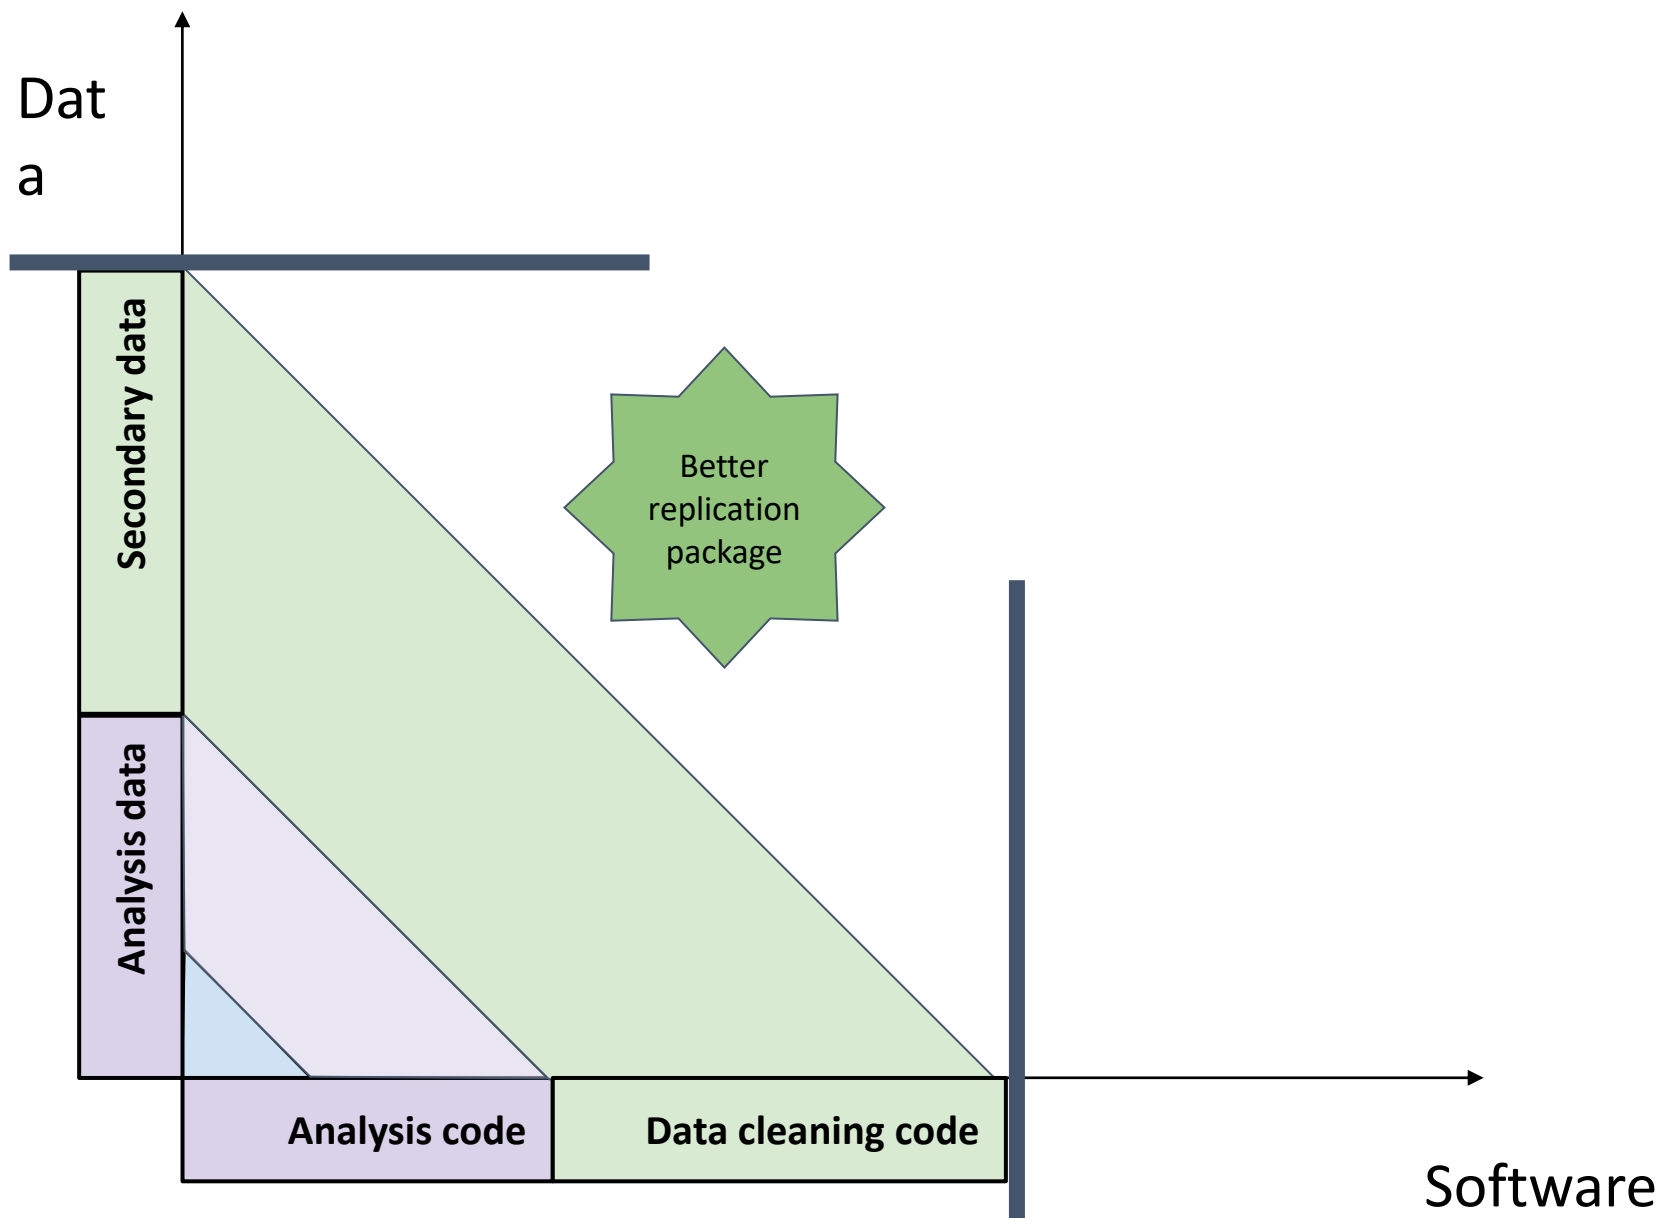 Dat
a
Secondary data
Better
replication
package
Analysis data
Analysis code
Data cleaning code
Software